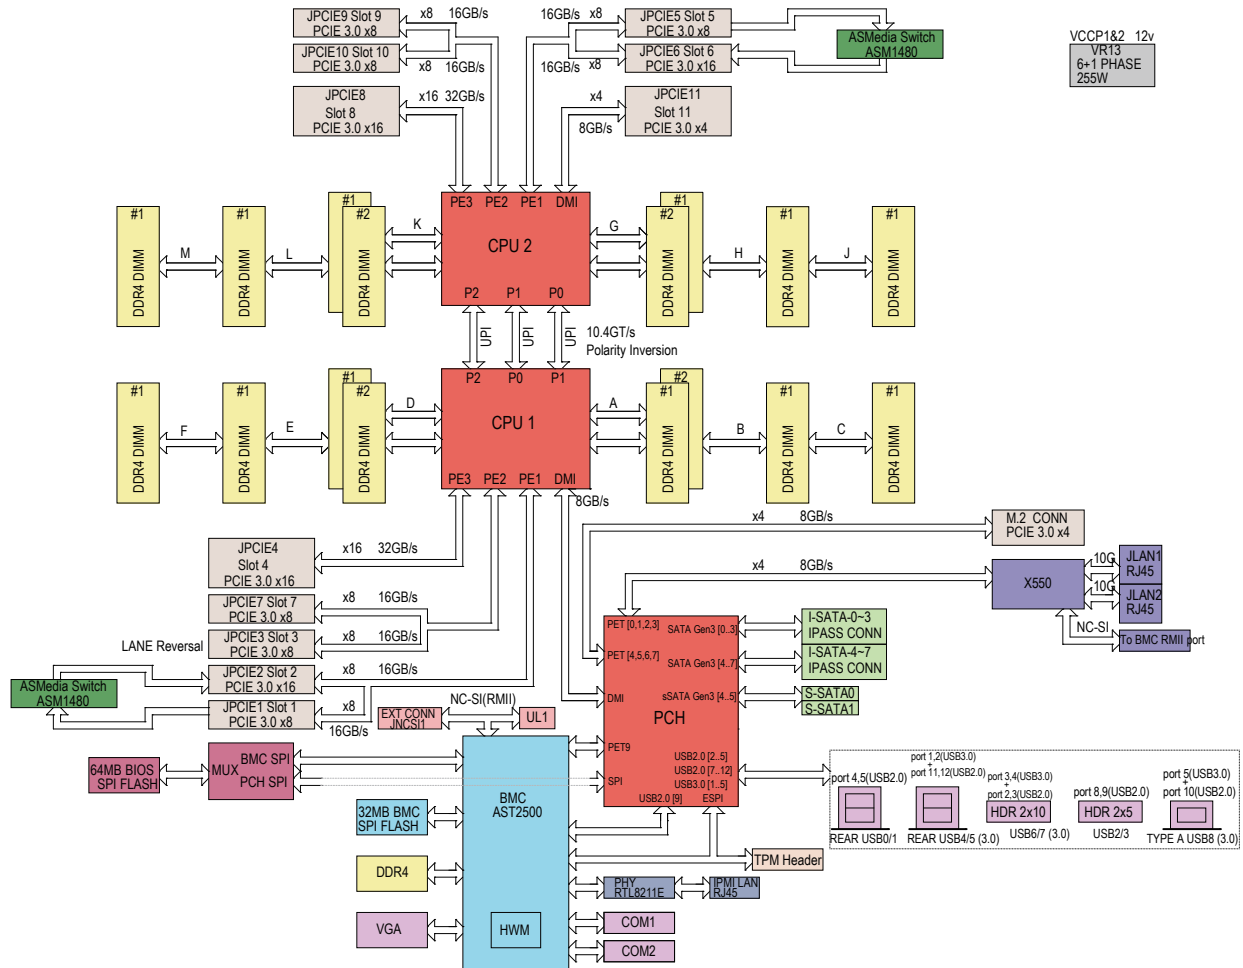 JPCIE9 Slot 9
PCIE 3.0 x8
x8
16GB/s
16GB/s
x8
JPCIE5 Slot 5
PCIE 3.0 x8
ASMedia Switch
ASM1480
VCCP1&2 12v
VR13
6+1 PHASE
255W
JPCIE10 Slot 10
PCIE 3.0 x8
x8
16GB/s
16GB/s
x8
JPCIE6 Slot 6
PCIE 3.0 x16
JPCIE8
Slot 8
PCIE 3.0 x16
x16 32GB/s
x4
8GB/s
JPCIE11
Slot 11
PCIE 3.0 x4
PE3
PE2
PE1
DMI
CPU 2
P2
P1
P0
#1
DDR4 DIMM
M
#1
DDR4 DIMM
L
#1
#2
DDR4 DIMM
K
G
#1
#2
DDR4 DIMM
H
#1
DDR4 DIMM
J
#1
DDR4 DIMM
UPI
UPI
UPI
10.4GT/s
Polarity Inversion
P2
P0
P1
CPU 1
PE3
PE2
PE1
DMI
#1
DDR4 DIMM
F
#1
DDR4 DIMM
E
#1
#2
DDR4 DIMM
D
A
#2
#1
DDR4 DIMM
B
#1
DDR4 DIMM
C
#1
DDR4 DIMM
8GB/s
JPCIE4
Slot 4
PCIE 3.0 x16
x16 32GB/s
JPCIE7 Slot 7
PCIE 3.0 x8
x8
16GB/s
LANE Reversal
JPCIE3 Slot 3
PCIE 3.0 x8
x8
16GB/s
JPCIE2 Slot 2
PCIE 3.0 x16
x8
16GB/s
ASMedia Switch
ASM1480
JPCIE1 Slot 1
PCIE 3.0 x8
x8
16GB/s
x4 8GB/s
M.2 CONN
PCIE 3.0 x4
x4 8GB/s
X550
10G
JLAN1
RJ45
10G
JLAN2
RJ45
NC-SI
To BMC RMII port
PET [0,1,2,3]
SATA Gen3 [0..3]
I-SATA-0~3
IPASS CONN
PET [4,5,6,7]
SATA Gen3 [4..7]
I-SATA-4~7
IPASS CONN
DMI
sSATA Gen3 [4..5]
S-SATA0
S-SATA1
PCH
PET9
SPI
USB2.0 [2..5]
USB2.0 [7..12]
USB3.0 [1..5]
USB2.0 [9]
ESPI
NC-SI(RMII)
EXT CONN
JNCSI1
UL1
64MB BIOS
SPI FLASH
MUX
BMC SPI
PCH SPI
BMC
AST2500
32MB BMC
SPI FLASH
DDR4
VGA
HWM
TPM Header
PHY
RTL8211E
IPMI LAN
RJ45
COM1
COM2
port 4,5(USB2.0)
REAR USB0/1
port 1,2(USB3.0)
+
port 11,12(USB2.0)
REAR USB4/5 (3.0)
port 3,4(USB3.0)
+
port 2,3(USB2.0)
HDR 2x10
USB6/7 (3.0)
port 8,9(USB2.0)
HDR 2x5
USB2/3
port 5(USB3.0)
+
port 10(USB2.0)
TYPE A USB8 (3.0)